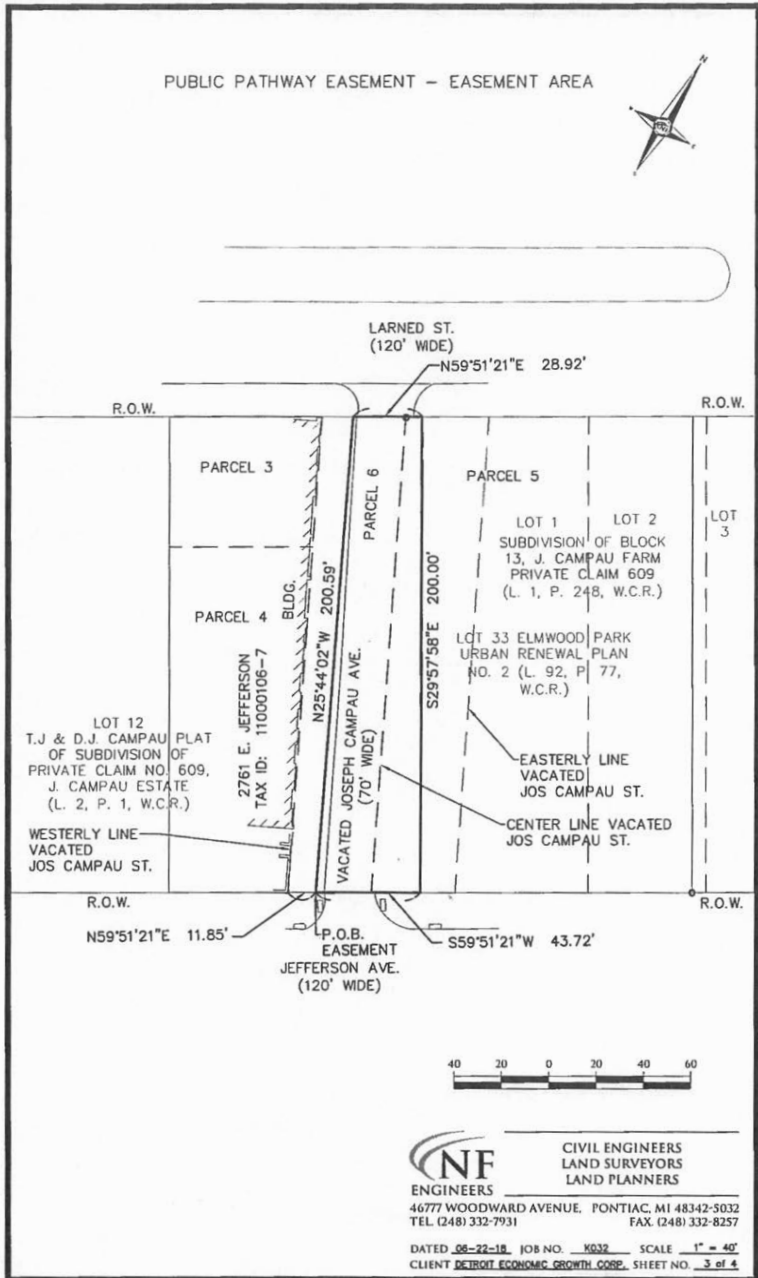 PUBLIC PATHWAY EASEMENT – EASEMENT AREA
N
LARNED ST.
(120' WIDE)
N59°51'21"E 28.92'
R.O.W.
R.O.W.
PARCEL 3
PARCEL 6
PARCEL 5
LOT 1
LOT 2
LOT
3
SUBDIVISION OF BLOCK
13, J. CAMPAU FARM
PRIVATE CLAIM 609
(L. 1, P. 248, W.C.R.)
BLDG.
PARCEL 4
N25°44'02"W 200.59'
S29°57'58"E 200.00'
LOT 33 ELMWOOD PARK
URBAN RENEWAL PLAN
NO. 2 (L. 92, P 77,
W.C.R.)
2761 E. JEFFERSON
TAX ID: 11000106-7
VACATED JOSEPH CAMPAU AVE.
(70' WIDE)
LOT 12
T.J & D.J. CAMPAU PLAT
OF SUBDIVISION OF
PRIVATE CLAIM NO. 609,
J. CAMPAU ESTATE
(L. 2, P. 1, W.C.R.)
EASTERLY LINE
VACATED
JOS CAMPAU ST.
CENTER LINE VACATED
JOS CAMPAU ST.
WESTERLY LINE
VACATED
JOS CAMPAU ST.
R.O.W.
R.O.W.
N59°51'21"E 11.85'
P.O.B.
EASEMENT
S59°51'21"W 43.72'
JEFFERSON AVE.
(120' WIDE)
40 20 0 20 40 60
NF
ENGINEERS
CIVIL ENGINEERS
LAND SURVEYORS
LAND PLANNERS
46777 WOODWARD AVENUE, PONTIAC, MI 48342-5032
TEL. (248) 332-7931 FAX. (248) 332-8257
DATED 06-22-18 JOB NO. K032 SCALE 1" = 40'
CLIENT DETROIT ECONOMIC GROWTH CORP. SHEET NO. 3 of 4